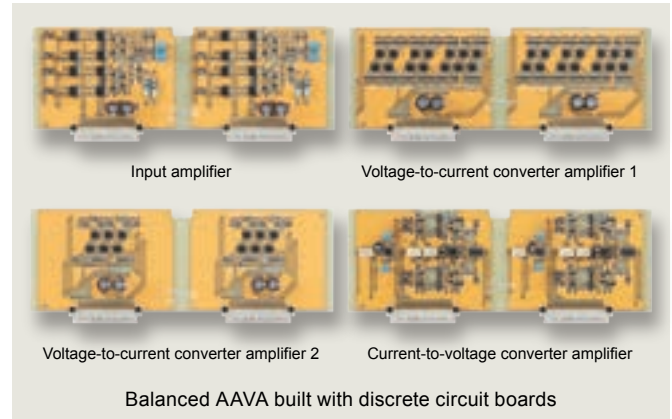 Input amplifier
Voltage-to-current converter amplifier 1
Voltage-to-current converter amplifier 2
Current-to-voltage converter amplifier
Balanced AAVA built with discrete circuit boards